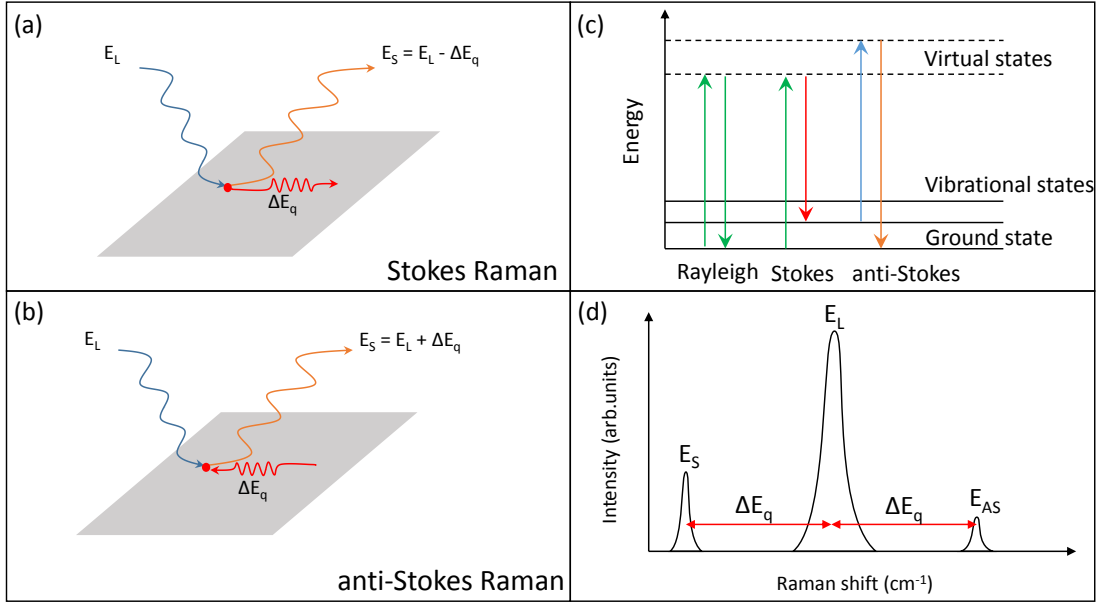 (a)
E_L
E_S = E_L - ΔE_q
ΔE_q
Stokes Raman
(b)
E_L
E_S = E_L + ΔE_q
ΔE_q
anti-Stokes Raman
(c)
Energy
Virtual states
Vibrational states
Ground state
Rayleigh Stokes anti-Stokes
(d)
Intensity (arb.units)
E_L
E_S
E_AS
ΔE_q ΔE_q
Raman shift (cm⁻¹)